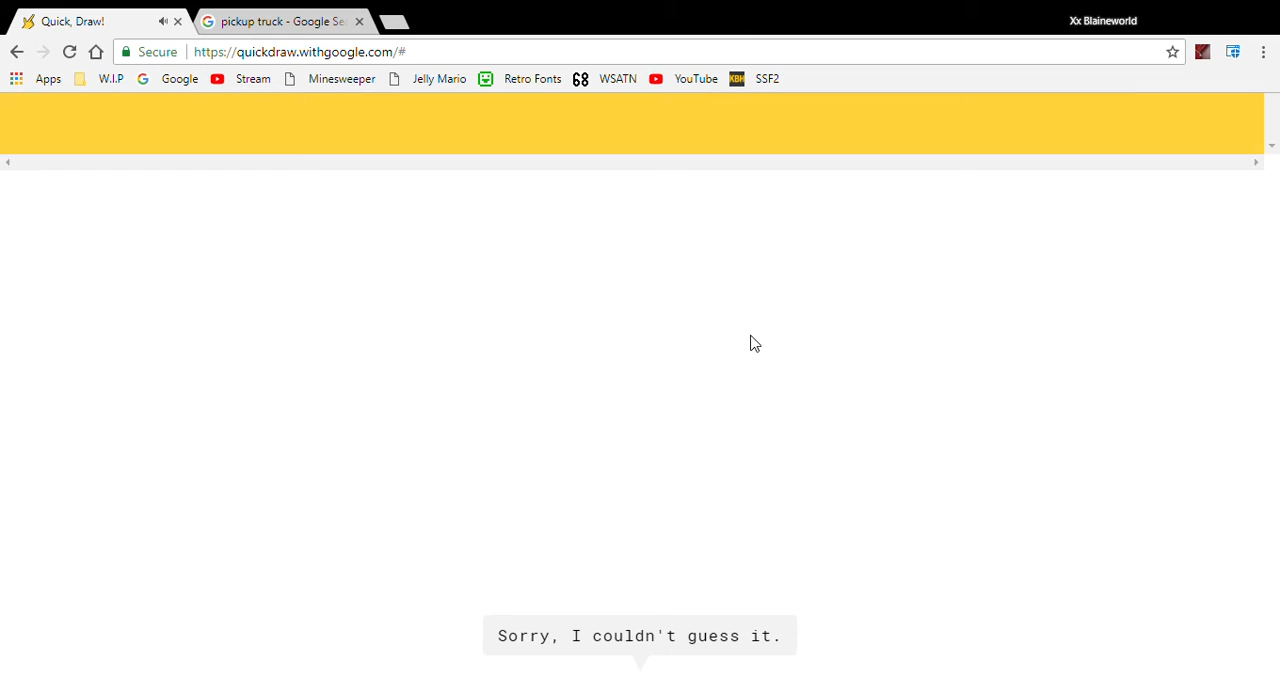 Quick, Draw!
pickup truck - Google Se
Xx Blaineworld
Secure
https://quickdraw.withgoogle.com/#
Apps W.I.P Google Stream Minesweeper Jelly Mario Retro Fonts 68 WSATN YouTube KBH SSF2
Sorry, I couldn't guess it.